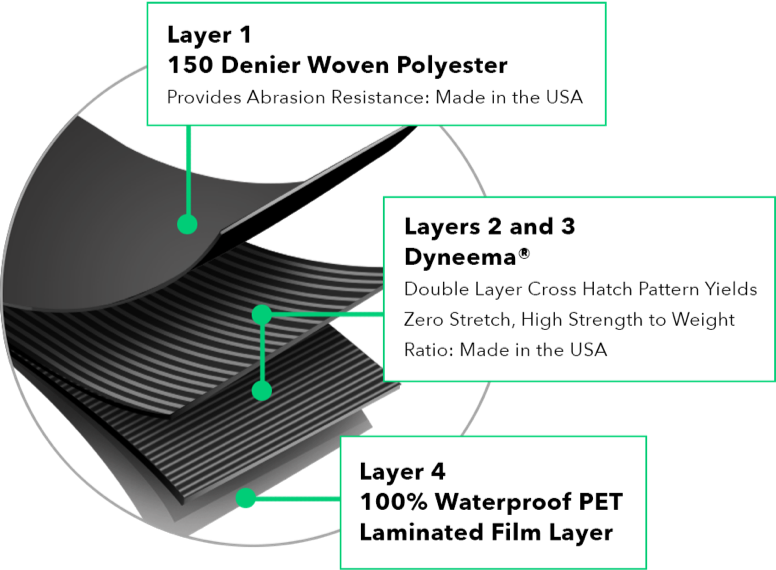 Layer 1
150 Denier Woven Polyester
Provides Abrasion Resistance: Made in the USA
Layers 2 and 3
Dyneema®
Double Layer Cross Hatch Pattern Yields
Zero Stretch, High Strength to Weight
Ratio: Made in the USA
Layer 4
100% Waterproof PET
Laminated Film Layer